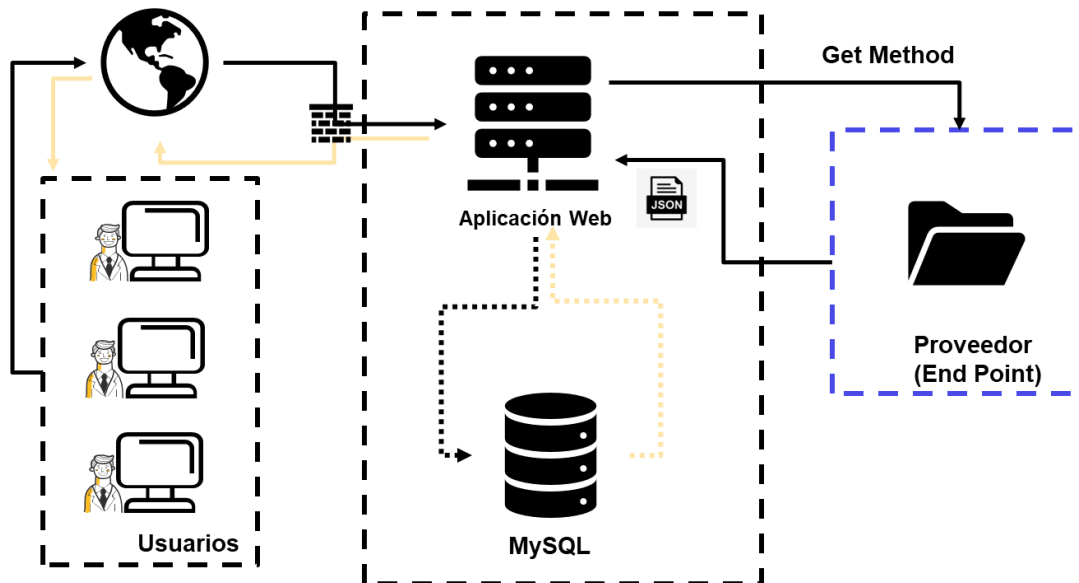 Get Method
JSON
Aplicación Web
Proveedor
(End Point)
Usuarios
MySQL